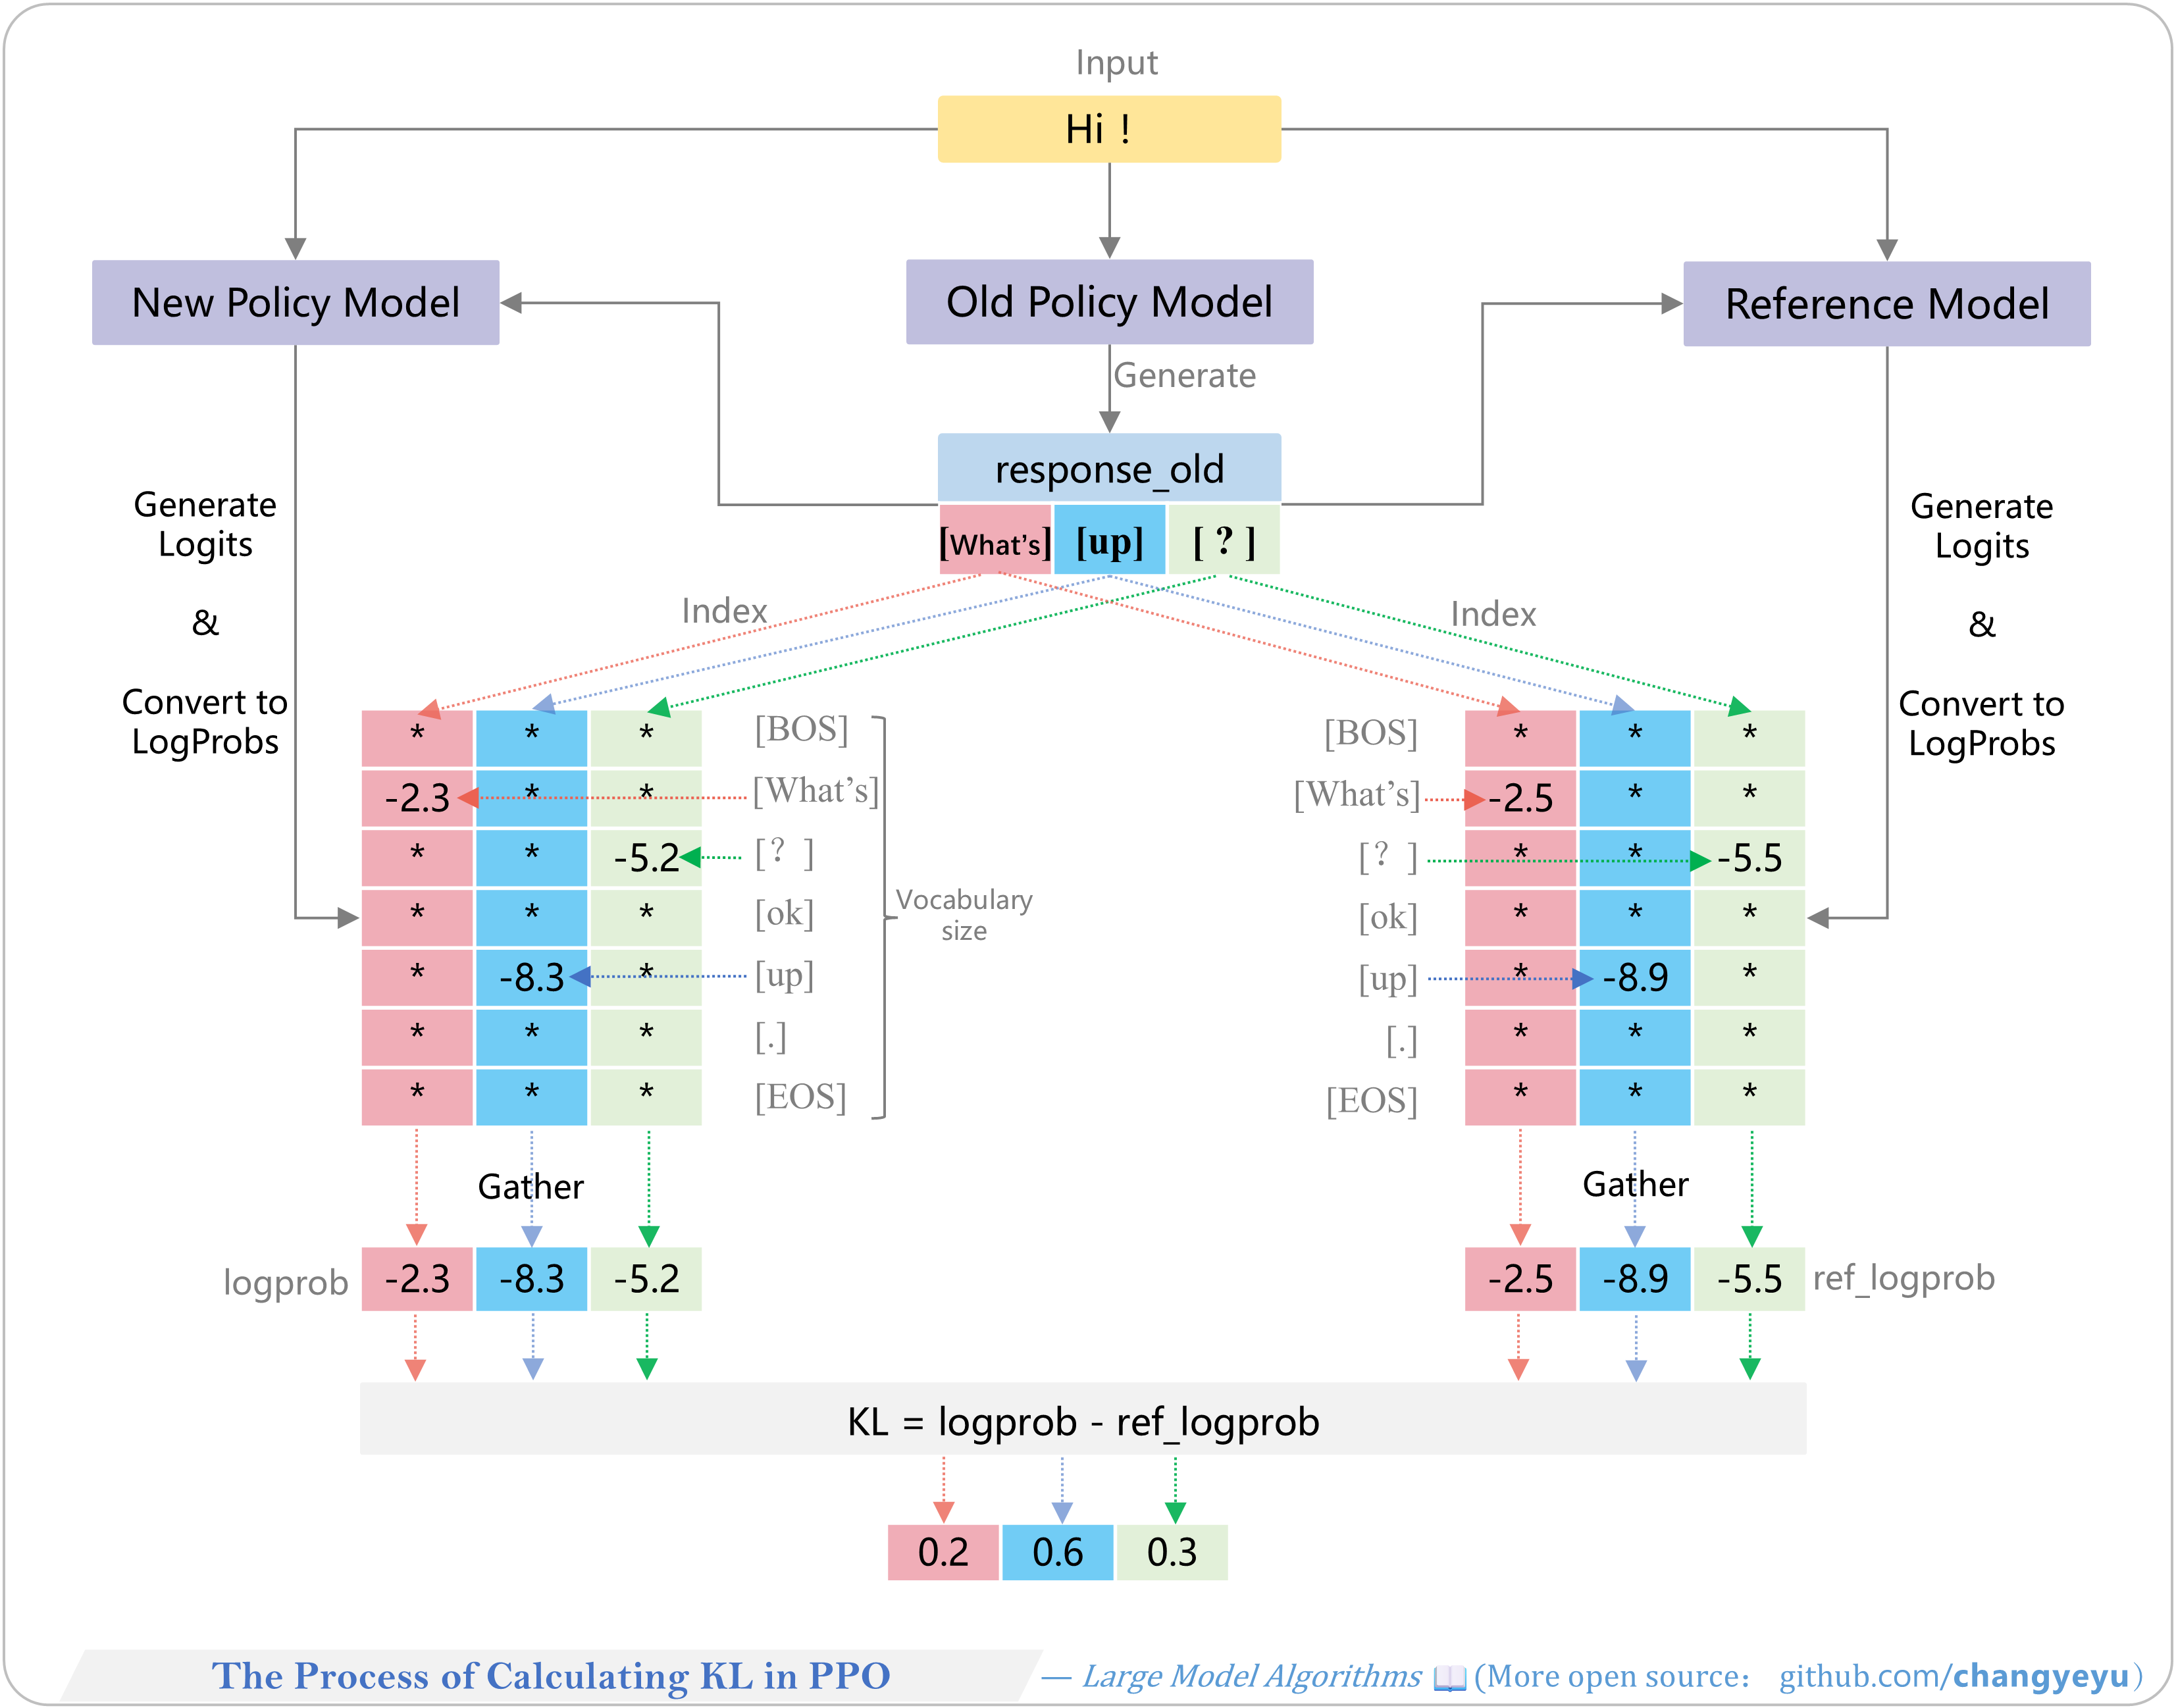 Input
Hi !
New Policy Model
Old Policy Model
Reference Model
Generate
response_old
[What's] [up] [ ? ]
Generate
Logits
&
Convert to
LogProbs
Generate
Logits
&
Convert to
LogProbs
Index
Index
* * * [BOS]
-2.3 * * [What's]
* * -5.2 [ ? ]
* * * [ok]
* -8.3 * [up]
* * * [.]
* * * [EOS]
Vocabulary
size
[BOS] * * *
[What's] -2.5 * *
[ ? ] * * -5.5
[ok] * * *
[up] * -8.9 *
[.] * * *
[EOS] * * *
Gather
Gather
logprob -2.3 -8.3 -5.2
-2.5 -8.9 -5.5 ref_logprob
KL = logprob - ref_logprob
0.2 0.6 0.3
The Process of Calculating KL in PPO
— Large Model Algorithms 📖 (More open source： github.com/changyeyu)